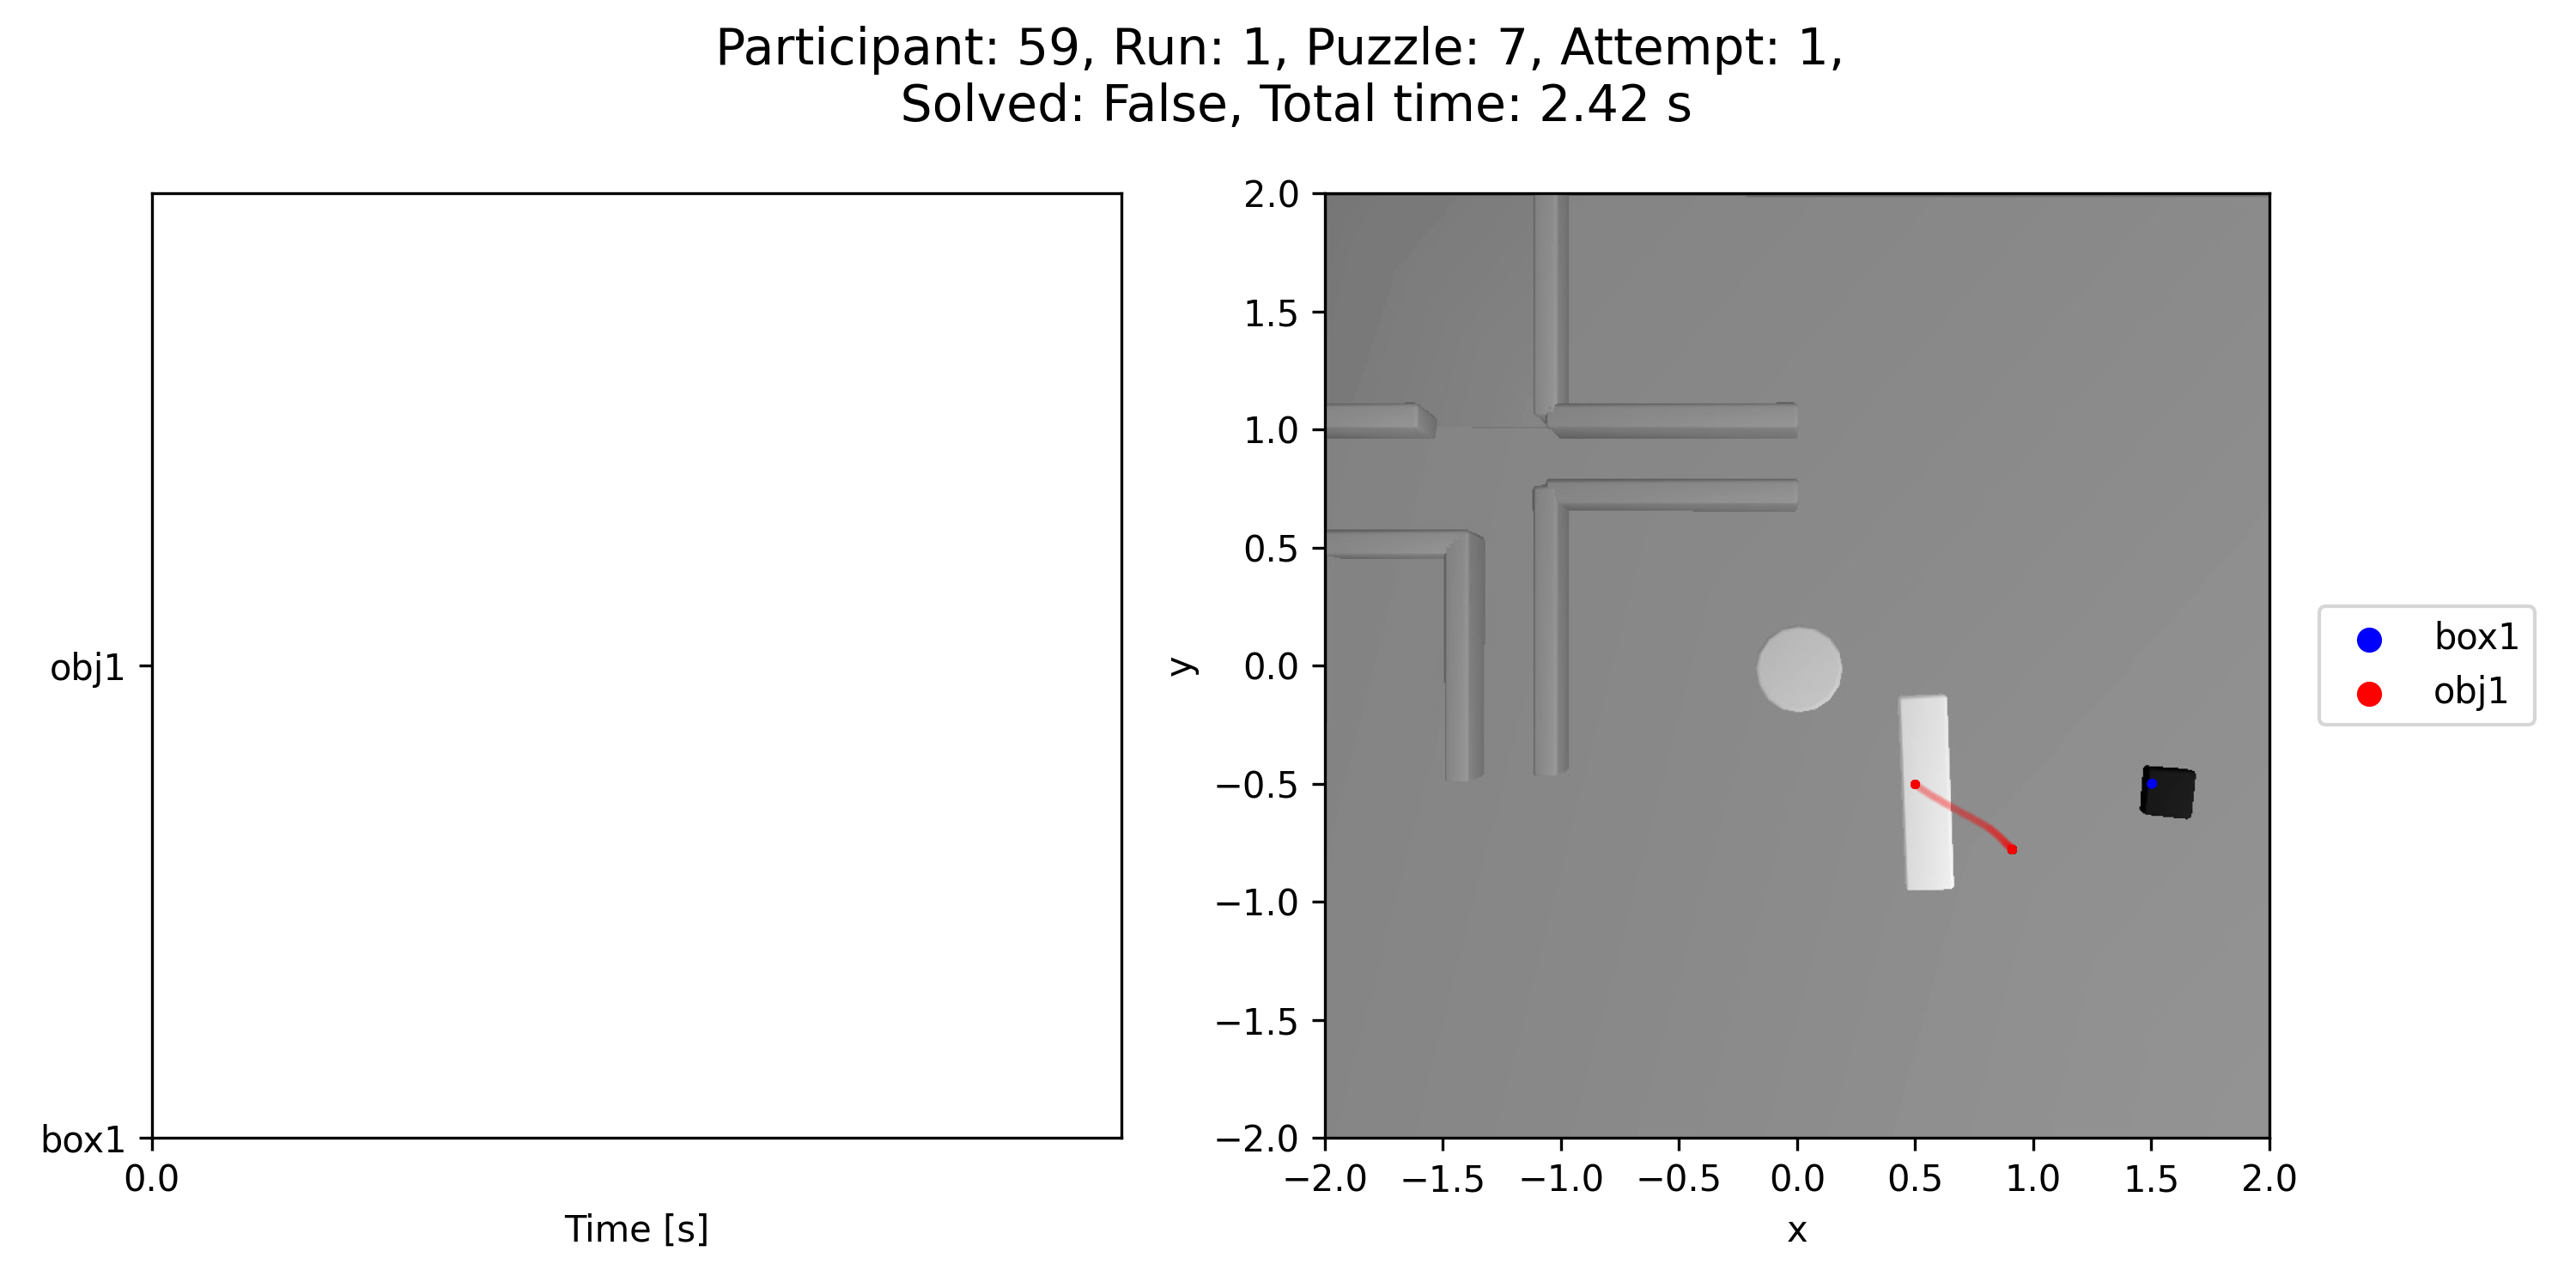 Participant: 59, Run: 1, Puzzle: 7, Attempt: 1,
Solved: False, Total time: 2.42 s
obj1
box1
0.0
Time [s]
2.0
1.5
1.0
0.5
0.0
−0.5
−1.0
−1.5
−2.0
y
−2.0 −1.5 −1.0 −0.5 0.0 0.5 1.0 1.5 2.0
x
box1
obj1